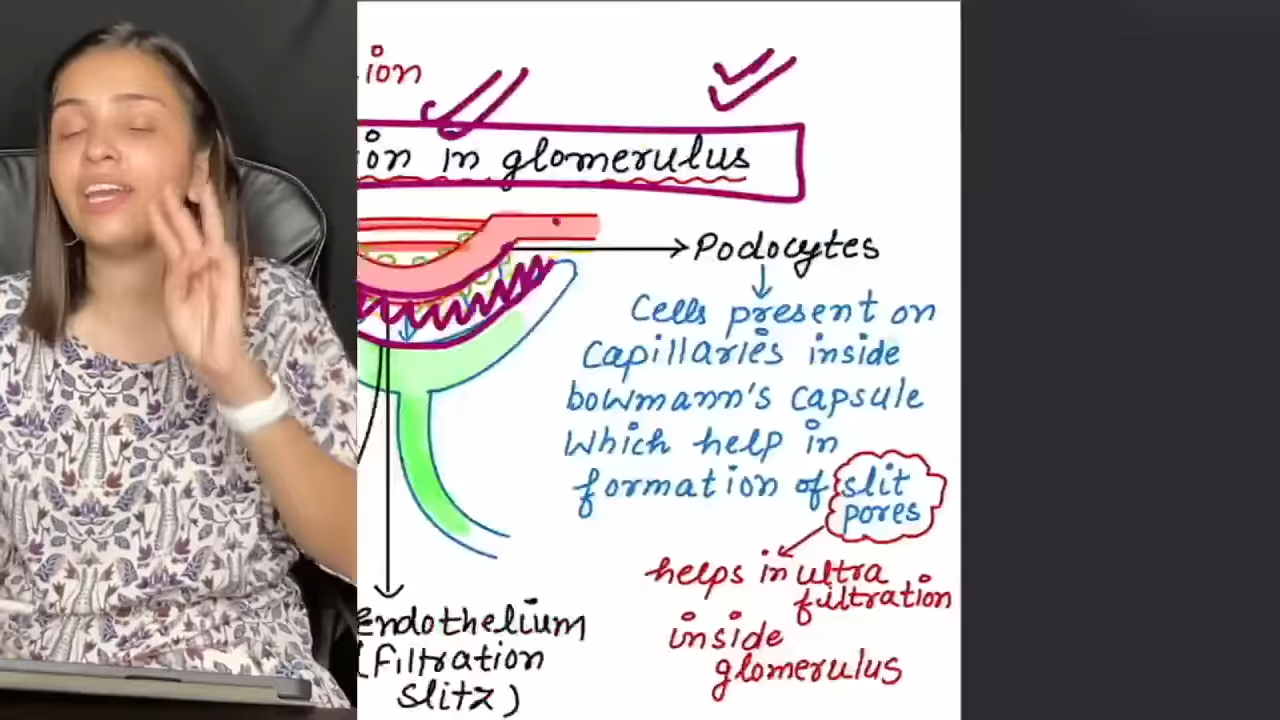 ion
ion in glomerulus
Podocytes
Cells present on
Capillaries inside
bowmann's capsule
Which help in
formation of slit
pores
helps in ultra
filtration
inside
glomerulus
Endothelium
(Filtration
Slitz)